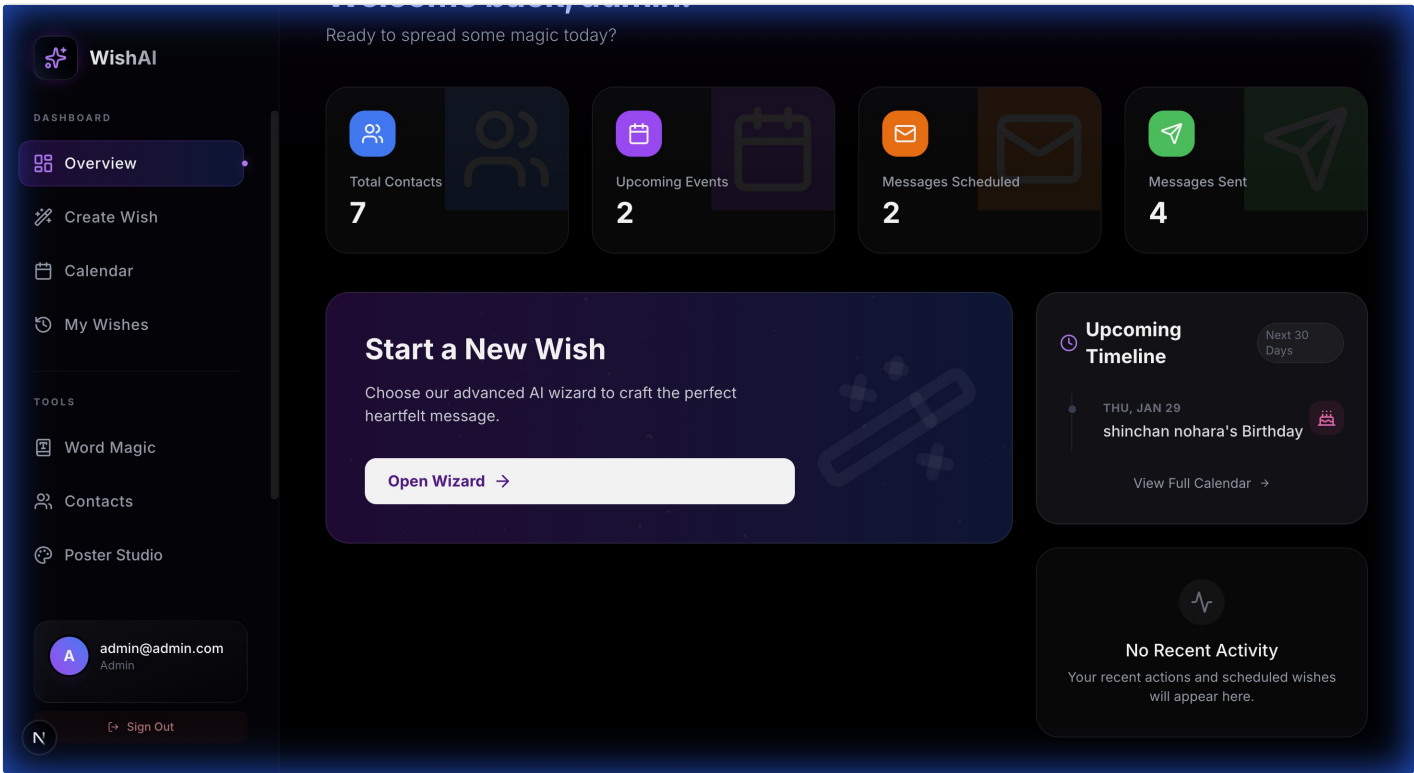 WishAI
DASHBOARD
Overview
Create Wish
Calendar
My Wishes
TOOLS
Word Magic
Contacts
Poster Studio
A
admin@admin.com
Admin
Sign Out
N
Welcome back, admin!
Ready to spread some magic today?
Total Contacts
7
Upcoming Events
2
Messages Scheduled
2
Messages Sent
4
Start a New Wish
Choose our advanced AI wizard to craft the perfect
heartfelt message.
Open Wizard
Upcoming
Timeline
Next 30
Days
THU, JAN 29
shinchan nohara's Birthday
View Full Calendar
No Recent Activity
Your recent actions and scheduled wishes
will appear here.